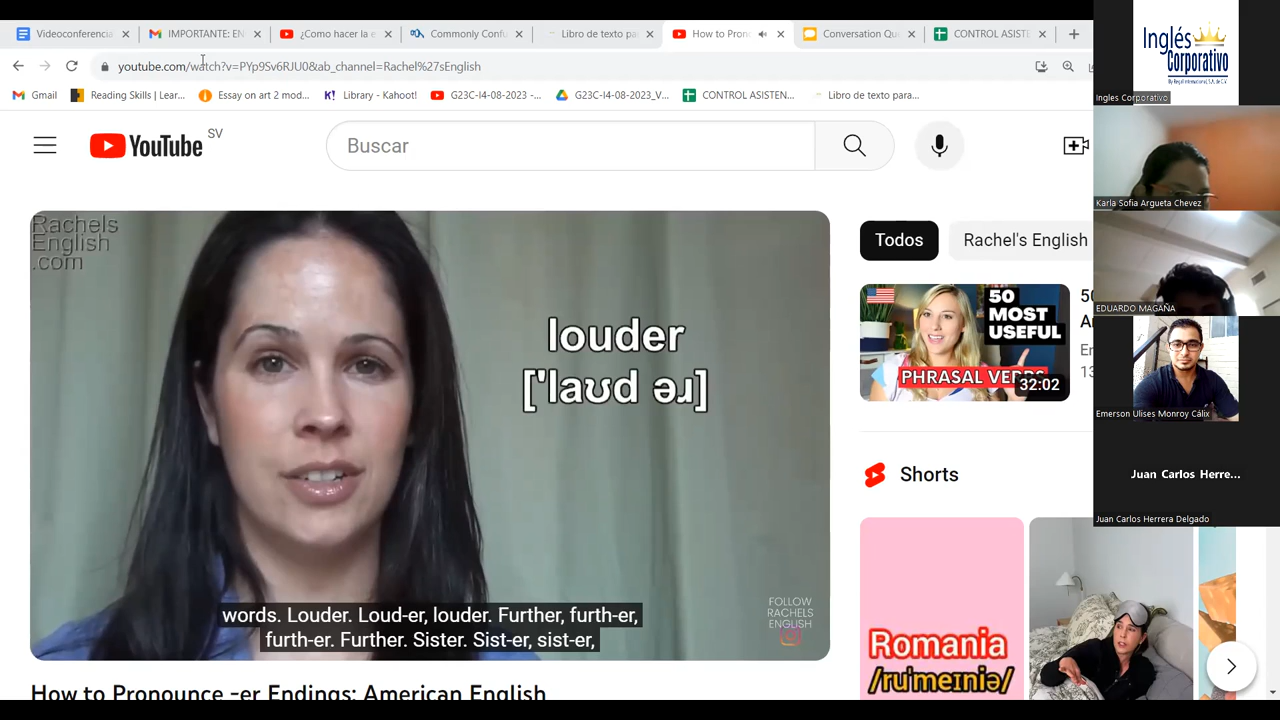 Videoconferencia
IMPORTANTE: EN
¿Como hacer la e
Commonly Confu
Libro de texto pa
How to Pron
Conversation Qu
CONTROL ASIST
youtube.com/watch?v=PYp9Sv6RJU0&ab_channel=Rachel%27sEnglish
Gmail
Reading Skills | Lear...
Essay on art 2 mod...
Library - Kahoot!
G23C-I4-08-2023 -...
G23C-I4-08-2023_V...
CONTROL ASISTEN...
Libro de texto para...
YouTube
SV
Buscar
Rachels
English
.com
louder
['laʊd əɹ]
words. Louder. Loud-er, louder. Further, furth-er,
furth-er. Further. Sister. Sist-er, sist-er,
FOLLOW
RACHELS
ENGLISH
How to Pronounce -er Endings: American English
Todos
Rachel's English
50
MOST
USEFUL
PHRASAL VERBS
32:02
Shorts
Romania
/ruˈmeɪniə/
Inglés
Corporativo
Ingles Corporativo
Karla Sofia Argueta Chevez
EDUARDO MAGAÑA
Emerson Ulises Monroy Cálix
Juan Carlos Herre...
Juan Carlos Herrera Delgado